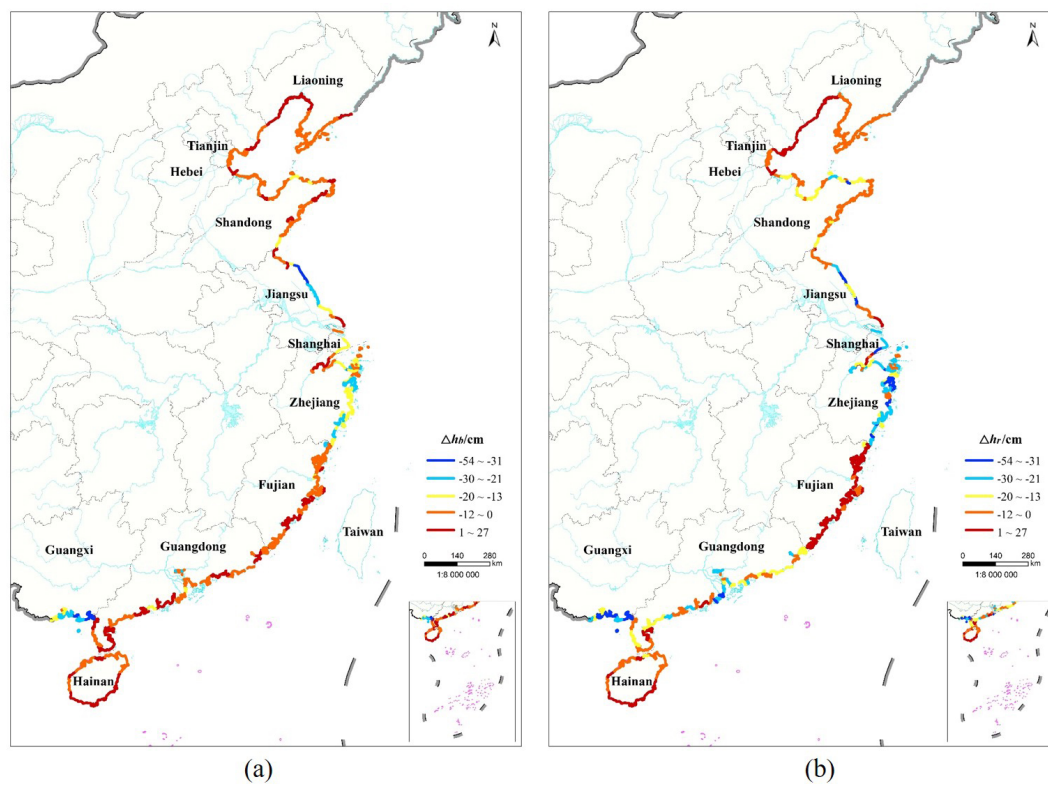 N
Liaoning
Tianjin
Hebei
Shandong
Jiangsu
Shanghai
Zhejiang
Fujian
Taiwan
Guangxi
Guangdong
Hainan
△hb/cm
-54 ~ -31
-30 ~ -21
-20 ~ -13
-12 ~ 0
1 ~ 27
0 140 280
km
1:8 000 000
(a)
N
Liaoning
Tianjin
Hebei
Shandong
Jiangsu
Shanghai
Zhejiang
Fujian
Taiwan
Guangxi
Guangdong
Hainan
△hr/cm
-54 ~ -31
-30 ~ -21
-20 ~ -13
-12 ~ 0
1 ~ 27
0 140 280
km
1:8 000 000
(b)